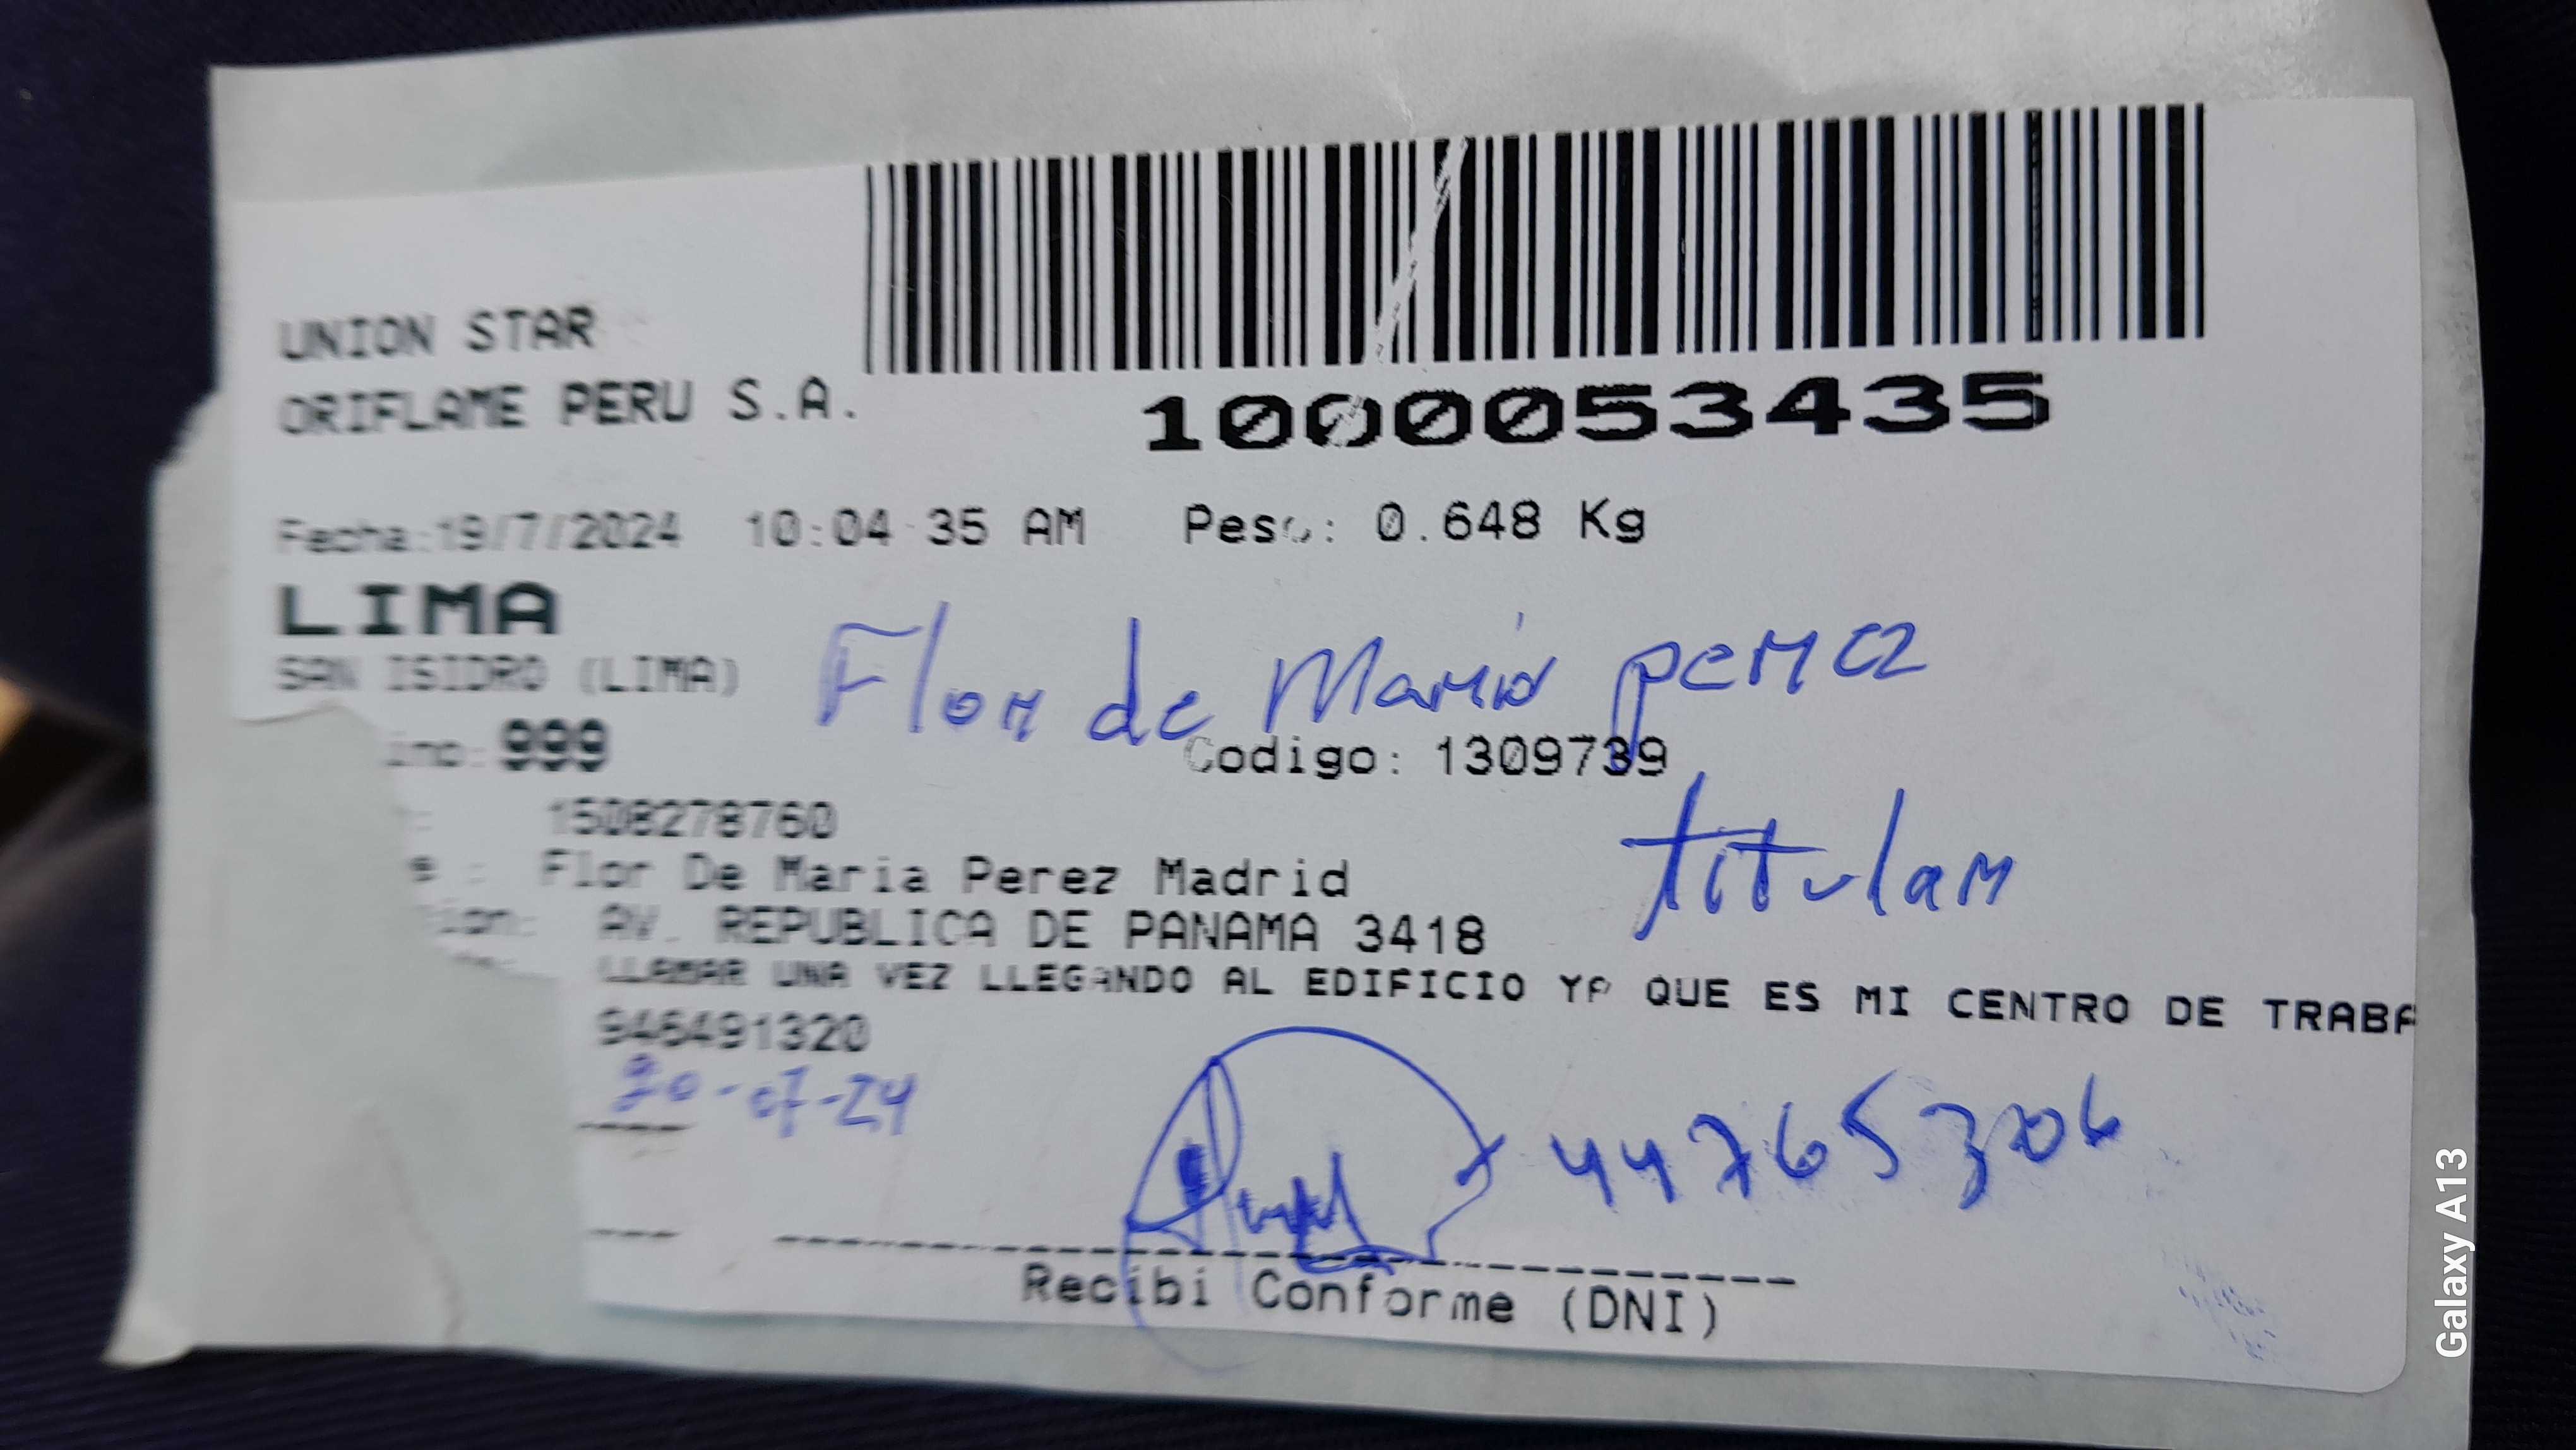 UNION STAR
ORIFLAME PERU S.A.
1000053435
Fecha:19/7/2024 10:04:35 AM Peso: 0.648 Kg
LIMA
SAN ISIDRO (LIMA)
Flor de Maria perez
ino: 999 Codigo: 1309739
: 1508278760
titular
e : Flor De Maria Perez Madrid
cion: AV. REPUBLICA DE PANAMA 3418
LLAMAR UNA VEZ LLEGANDO AL EDIFICIO YA QUE ES MI CENTRO DE TRABA
946491320
20-07-24
44765306
Recibi Conforme (DNI)
Galaxy A13